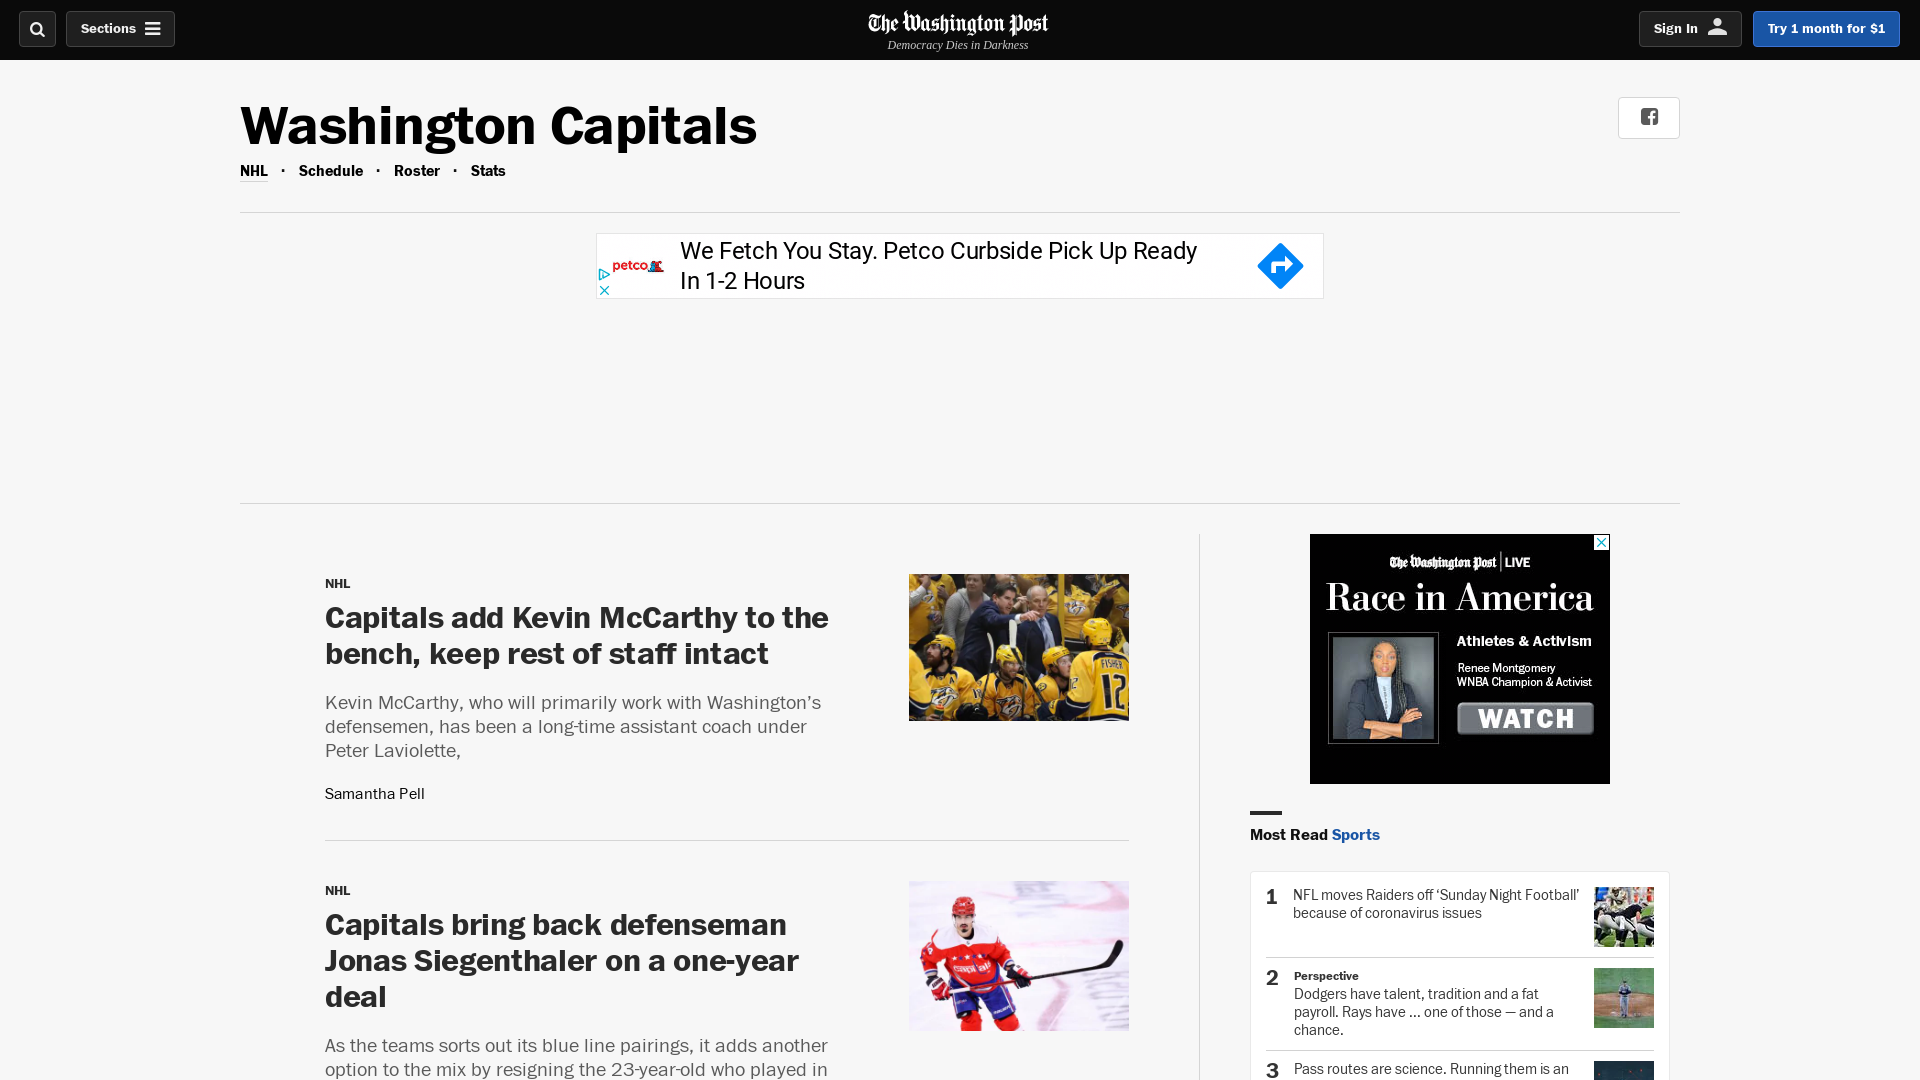 Sections
The Washington Post
Democracy Dies in Darkness
Sign In
Try 1 month for $1
Washington Capitals
NHL · Schedule · Roster · Stats
petco
We Fetch You Stay. Petco Curbside Pick Up Ready
In 1-2 Hours
NHL
Capitals add Kevin McCarthy to the
bench, keep rest of staff intact
Kevin McCarthy, who will primarily work with Washington’s
defensemen, has been a long-time assistant coach under
Peter Laviolette,
Samantha Pell
FISHER
12
NHL
Capitals bring back defenseman
Jonas Siegenthaler on a one-year
deal
As the teams sorts out its blue line pairings, it adds another
option to the mix by resigning the 23-year-old who played in
The Washington Post | LIVE
Race in America
Athletes & Activism
Renee Montgomery
WNBA Champion & Activist
WATCH
Most Read Sports
1 NFL moves Raiders off ‘Sunday Night Football’
because of coronavirus issues
2 Perspective
Dodgers have talent, tradition and a fat
payroll. Rays have ... one of those — and a
chance.
3 Pass routes are science. Running them is an